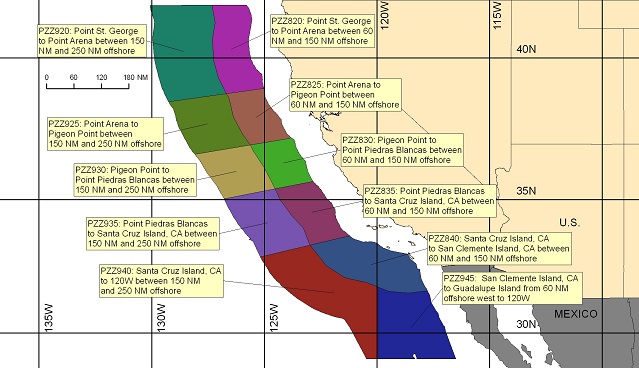 PZZ920: Point St. George
to Point Arena between 150
NM and 250 NM offshore
PZZ820: Point St. George
to Point Arena between 60
NM and 150 NM offshore
120W
115W
40N
0 60 120 180 NM
PZZ825: Point Arena to
Pigeon Point between
60 NM and 150 NM offshore
PZZ925: Point Arena to
Pigeon Point between
150 NM and 250 NM offshore
PZZ830: Pigeon Point to
Point Piedras Blancas between
60 NM and 150 NM offshore
PZZ930: Pigeon Point to
Point Piedras Blancas between
150 NM and 250 NM offshore
PZZ835: Point Piedras Blancas
to Santa Cruz Island, CA between
60 NM and 150 NM offshore
35N
PZZ935: Point Piedras Blancas
to Santa Cruz Island, CA between
150 NM and 250 NM offshore
U.S.
PZZ840: Santa Cruz Island, CA
to San Clemente Island, CA between
60 NM and 150 NM offshore
PZZ940: Santa Cruz Island, CA
to 120W between 150 NM
and 250 NM offshore
PZZ945: San Clemente Island, CA
to Guadalupe Island from 60 NM
offshore west to 120W
MEXICO
135W
130W
125W
30N